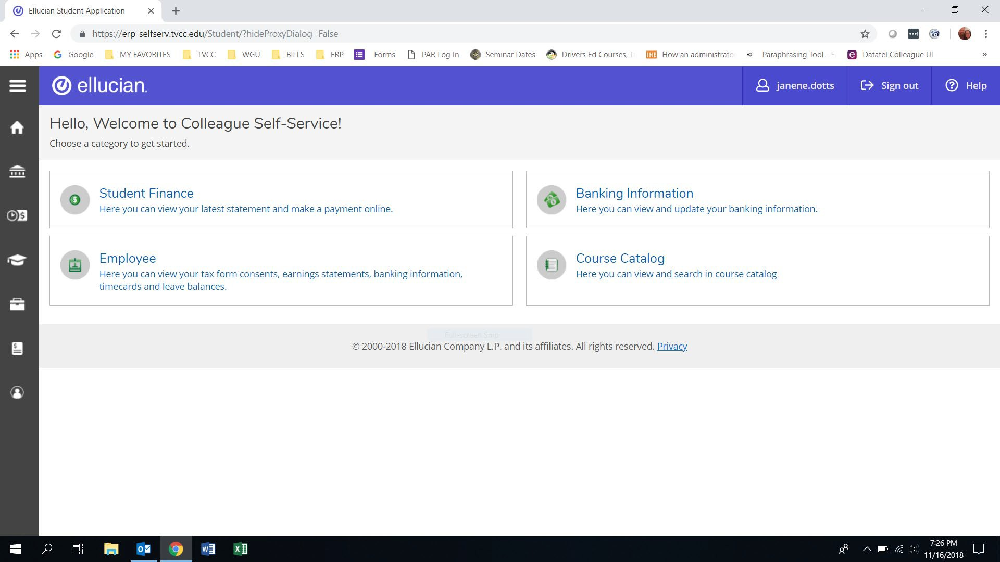 Ellucian Student Application
https://erp-selfserv.tvcc.edu/Student/?hideProxyDialog=False
Apps Google MY FAVORITES TVCC WGU BILLS ERP Forms PAR Log In Seminar Dates Drivers Ed Courses, T IHE How an administrato Paraphrasing Tool - F Datatel Colleague UI »
ellucian.
janene.dotts Sign out Help
Hello, Welcome to Colleague Self-Service!
Choose a category to get started.
Student Finance
Here you can view your latest statement and make a payment online.
Banking Information
Here you can view and update your banking information.
Employee
Here you can view your tax form consents, earnings statements, banking information,
timecards and leave balances.
Course Catalog
Here you can view and search in course catalog
Full-screen Snip
© 2000-2018 Ellucian Company L.P. and its affiliates. All rights reserved. Privacy
7:26 PM
11/16/2018